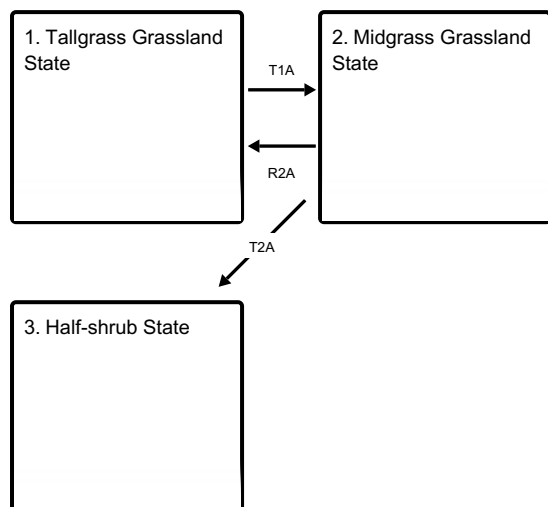 1. Tallgrass Grassland
State
2. Midgrass Grassland
State
T1A
R2A
T2A
3. Half-shrub State